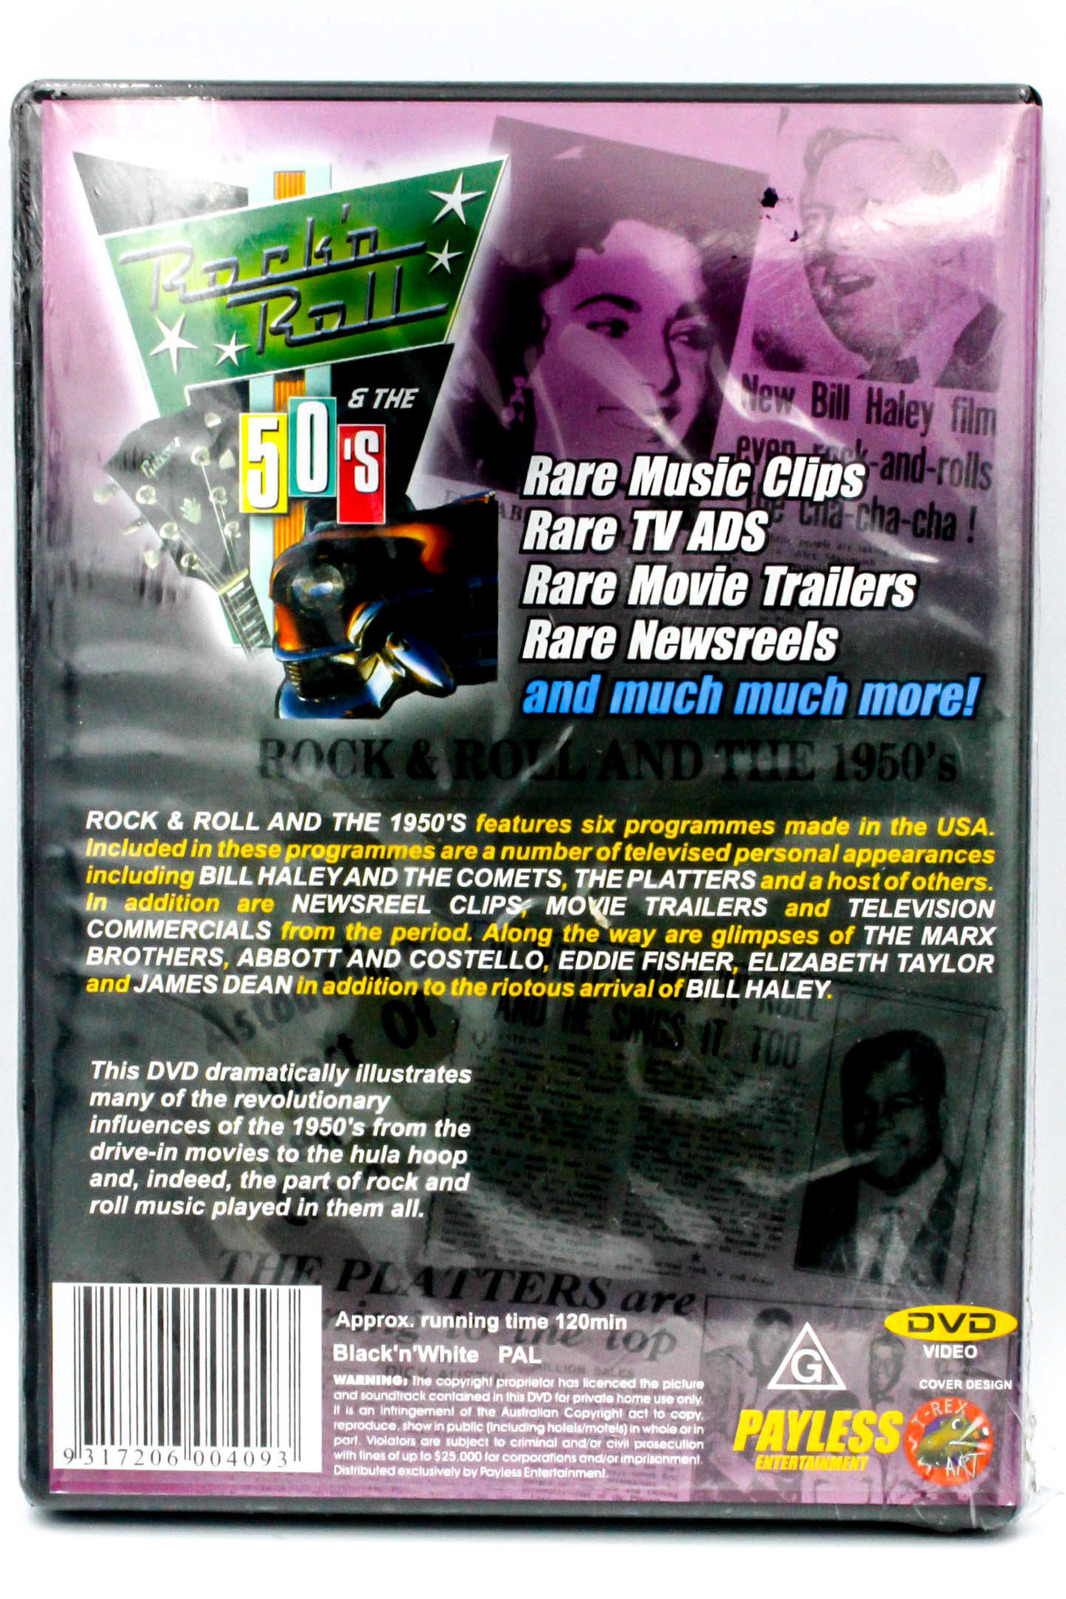 Rock'n
Roll
& THE
50'S
New Bill Haley film
even rock-and-rolls
the cha-cha-cha!
Rare Music Clips
Rare TV ADS
Rare Movie Trailers
Rare Newsreels
and much much more!
ROCK & ROLL AND THE 1950's
ROCK & ROLL AND THE 1950'S features six programmes made in the USA.
Included in these programmes are a number of televised personal appearances
including BILL HALEY AND THE COMETS, THE PLATTERS and a host of others.
In addition are NEWSREEL CLIPS, MOVIE TRAILERS and TELEVISION
COMMERCIALS from the period. Along the way are glimpses of THE MARX
BROTHERS, ABBOTT AND COSTELLO, EDDIE FISHER, ELIZABETH TAYLOR
and JAMES DEAN in addition to the riotous arrival of BILL HALEY.
AND HE SINGS IT, TOO
This DVD dramatically illustrates
many of the revolutionary
influences of the 1950's from the
drive-in movies to the hula hoop
and, indeed, the part of rock and
roll music played in them all.
THE PLATTERS are
to the top
Approx. running time 120min
Black'n'White PAL
WARNING: The copyright proprietor has licenced the picture
and soundtrack contained in this DVD for private home use only.
It is an infringement of the Australian Copyright act to copy,
reproduce, show in public (including hotels/motels) in whole or in
part. Violators are subject to criminal and/or civil prosecution
with fines of up to $25,000 for corporations and/or imprisonment.
Distributed exclusively by Payless Entertainment.
9 317206 004093
G
DVD
VIDEO
COVER DESIGN
PAYLESS
ENTERTAINMENT
T-REX
ART